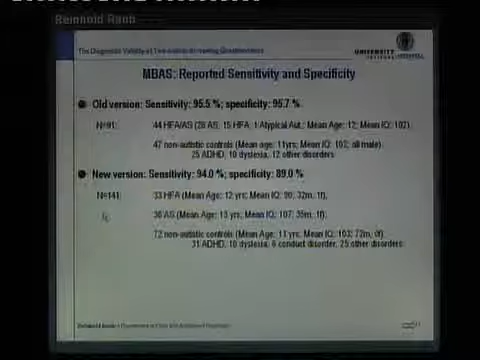 Reinhold Rapp
The Diagnostic Validity of Two Autism Screening Questionnaires
UNIVERSITY
HOSPITAL
MBAS: Reported Sensitivity and Specificity
Old version: Sensitivity: 95.5 %; specificity: 95.7 %
N=91: 44 HFA/AS (28 AS; 15 HFA, 1 Atypical Aut.; Mean Age: 12; Mean IQ: 102),
47 non-autistic controls (Mean age: 11yrs; Mean IQ: 102; all male)
25 ADHD, 10 dyslexia, 12 other disorders
New version: Sensitivity: 94.0 %; specificity: 89.0 %
N=141: 33 HFA (Mean Age: 12 yrs; Mean IQ: 90; 32m, 1f),
36 AS (Mean Age: 13 yrs, Mean IQ: 107; 35m, 1f),
72 non-autistic controls (Mean Age: 11 yrs; Mean IQ: 103; 72m, 0f)
31 ADHD, 10 dyslexia, 6 conduct disorder, 25 other disorders